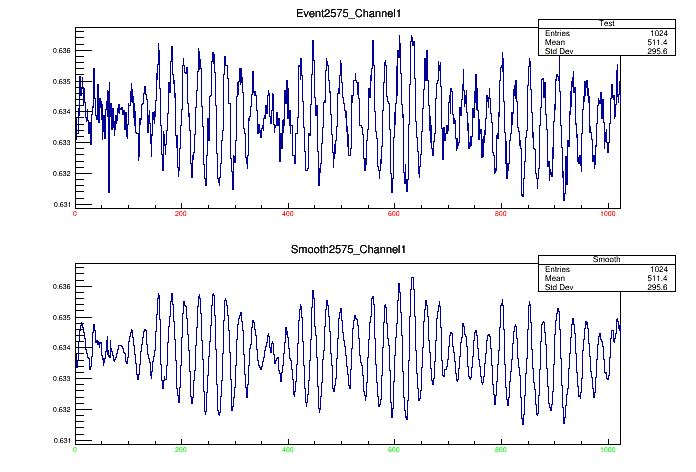 Event2575_Channel1
Test
Entries 1024
Mean 511.4
Std Dev 295.6
0.636
0.635
0.634
0.633
0.632
0.631
0 200 400 600 800 1000
Smooth2575_Channel1
Smooth
Entries 1024
Mean 511.4
Std Dev 295.6
0.636
0.635
0.634
0.633
0.632
0.631
0 200 400 600 800 1000